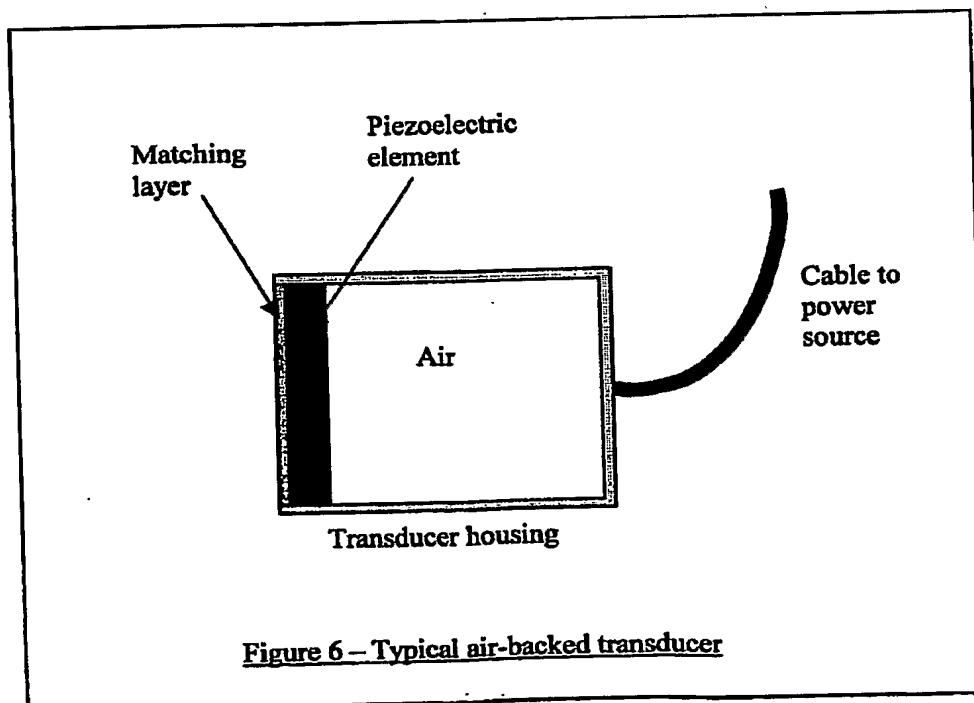 Piezoelectric
element
Matching
layer
Cable to
power
source
Air
Transducer housing
Figure 6 – Typical air-backed transducer